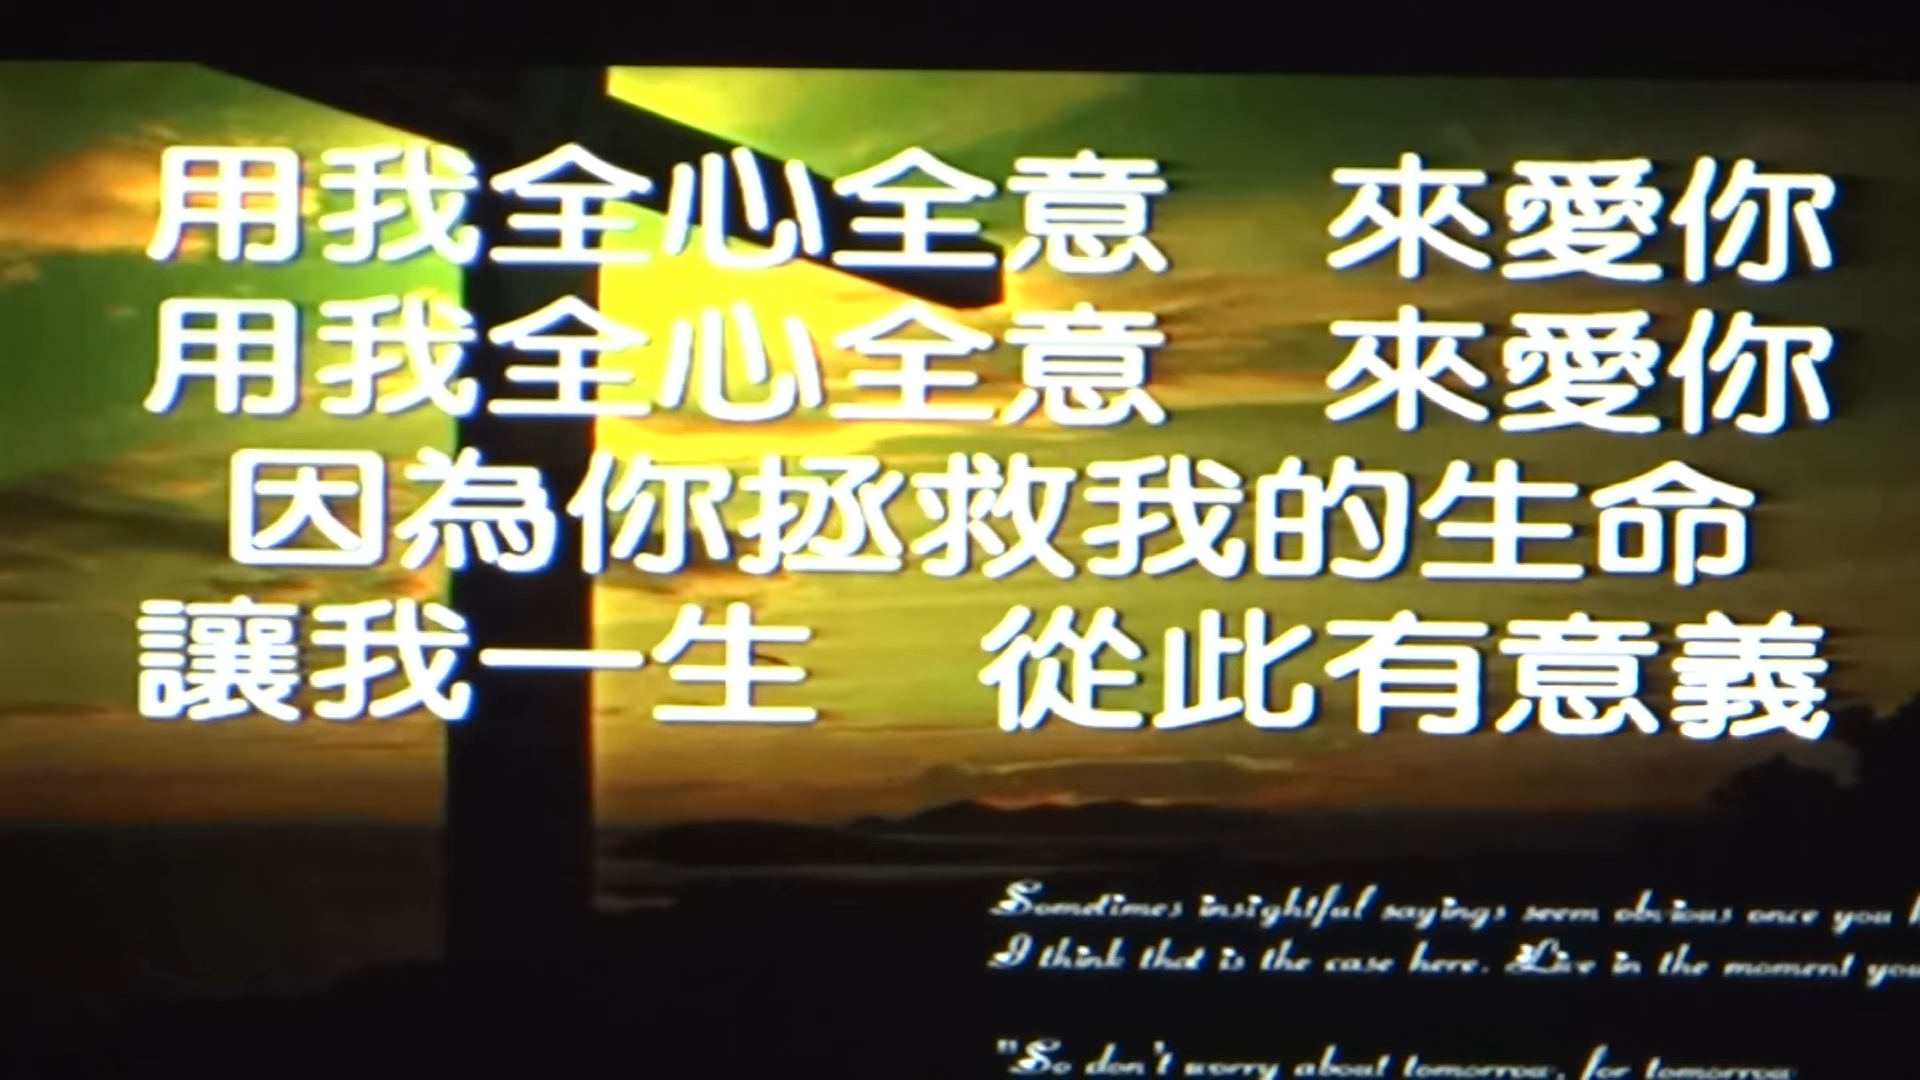 用我全心全意　來愛你
用我全心全意　來愛你
因為你拯救我的生命
讓我一生　從此有意義
Sometimes insightful sayings seem obvious once you
I think that is the case here. Live in the moment you
"So don't worry about tomorrow, for tomorrow